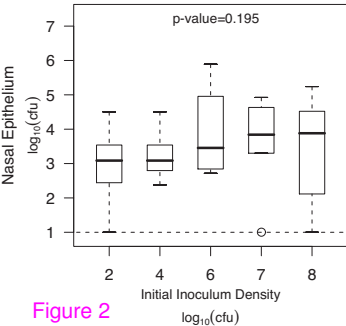 p-value=0.195
7
6
5
4
3
2
1
Nasal Epithelium
log₁₀(cfu)
2 4 6 7 8
Initial Inoculum Density
log₁₀(cfu)
Figure 2